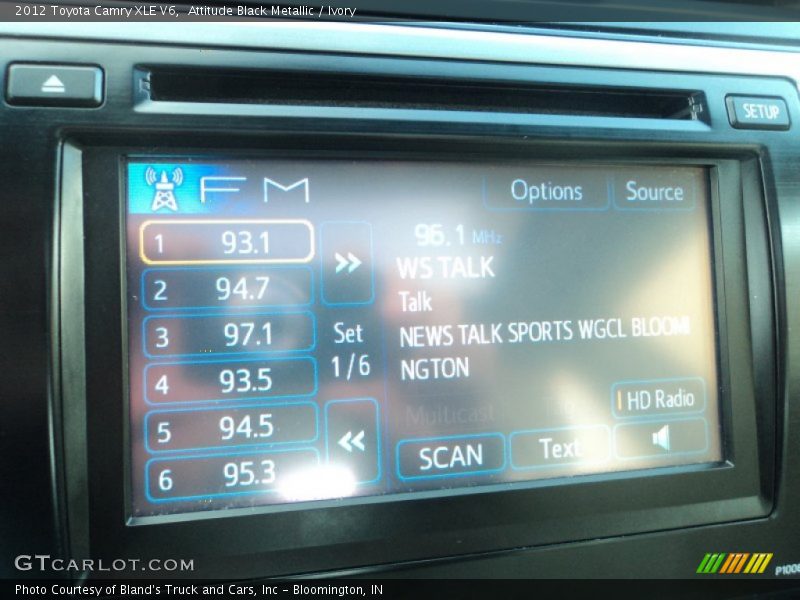 2012 Toyota Camry XLE V6, Attitude Black Metallic / Ivory
SETUP
FM
Options
Source
1 93.1
2 94.7
3 97.1
4 93.5
5 94.5
6 95.3
Set
1/6
MHz
WS TALK
Talk
NEWS TALK SPORTS WGCL BLOOMI
NGTON
Multicast
HD Radio
SCAN
Text
GTCARLOT.COM
Photo Courtesy of Bland's Truck and Cars, Inc - Bloomington, IN